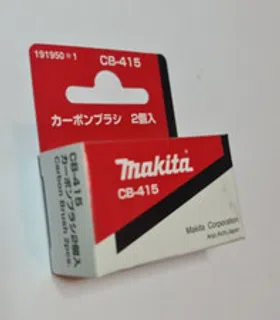 191950-1
CB-415
カーボンブラシ 2個入
makita
CB-415
Makita Corporation
Anjo, Aichi, Japan
CB-415
カーボンブラシ2個入
Carbon Brush 2pcs.